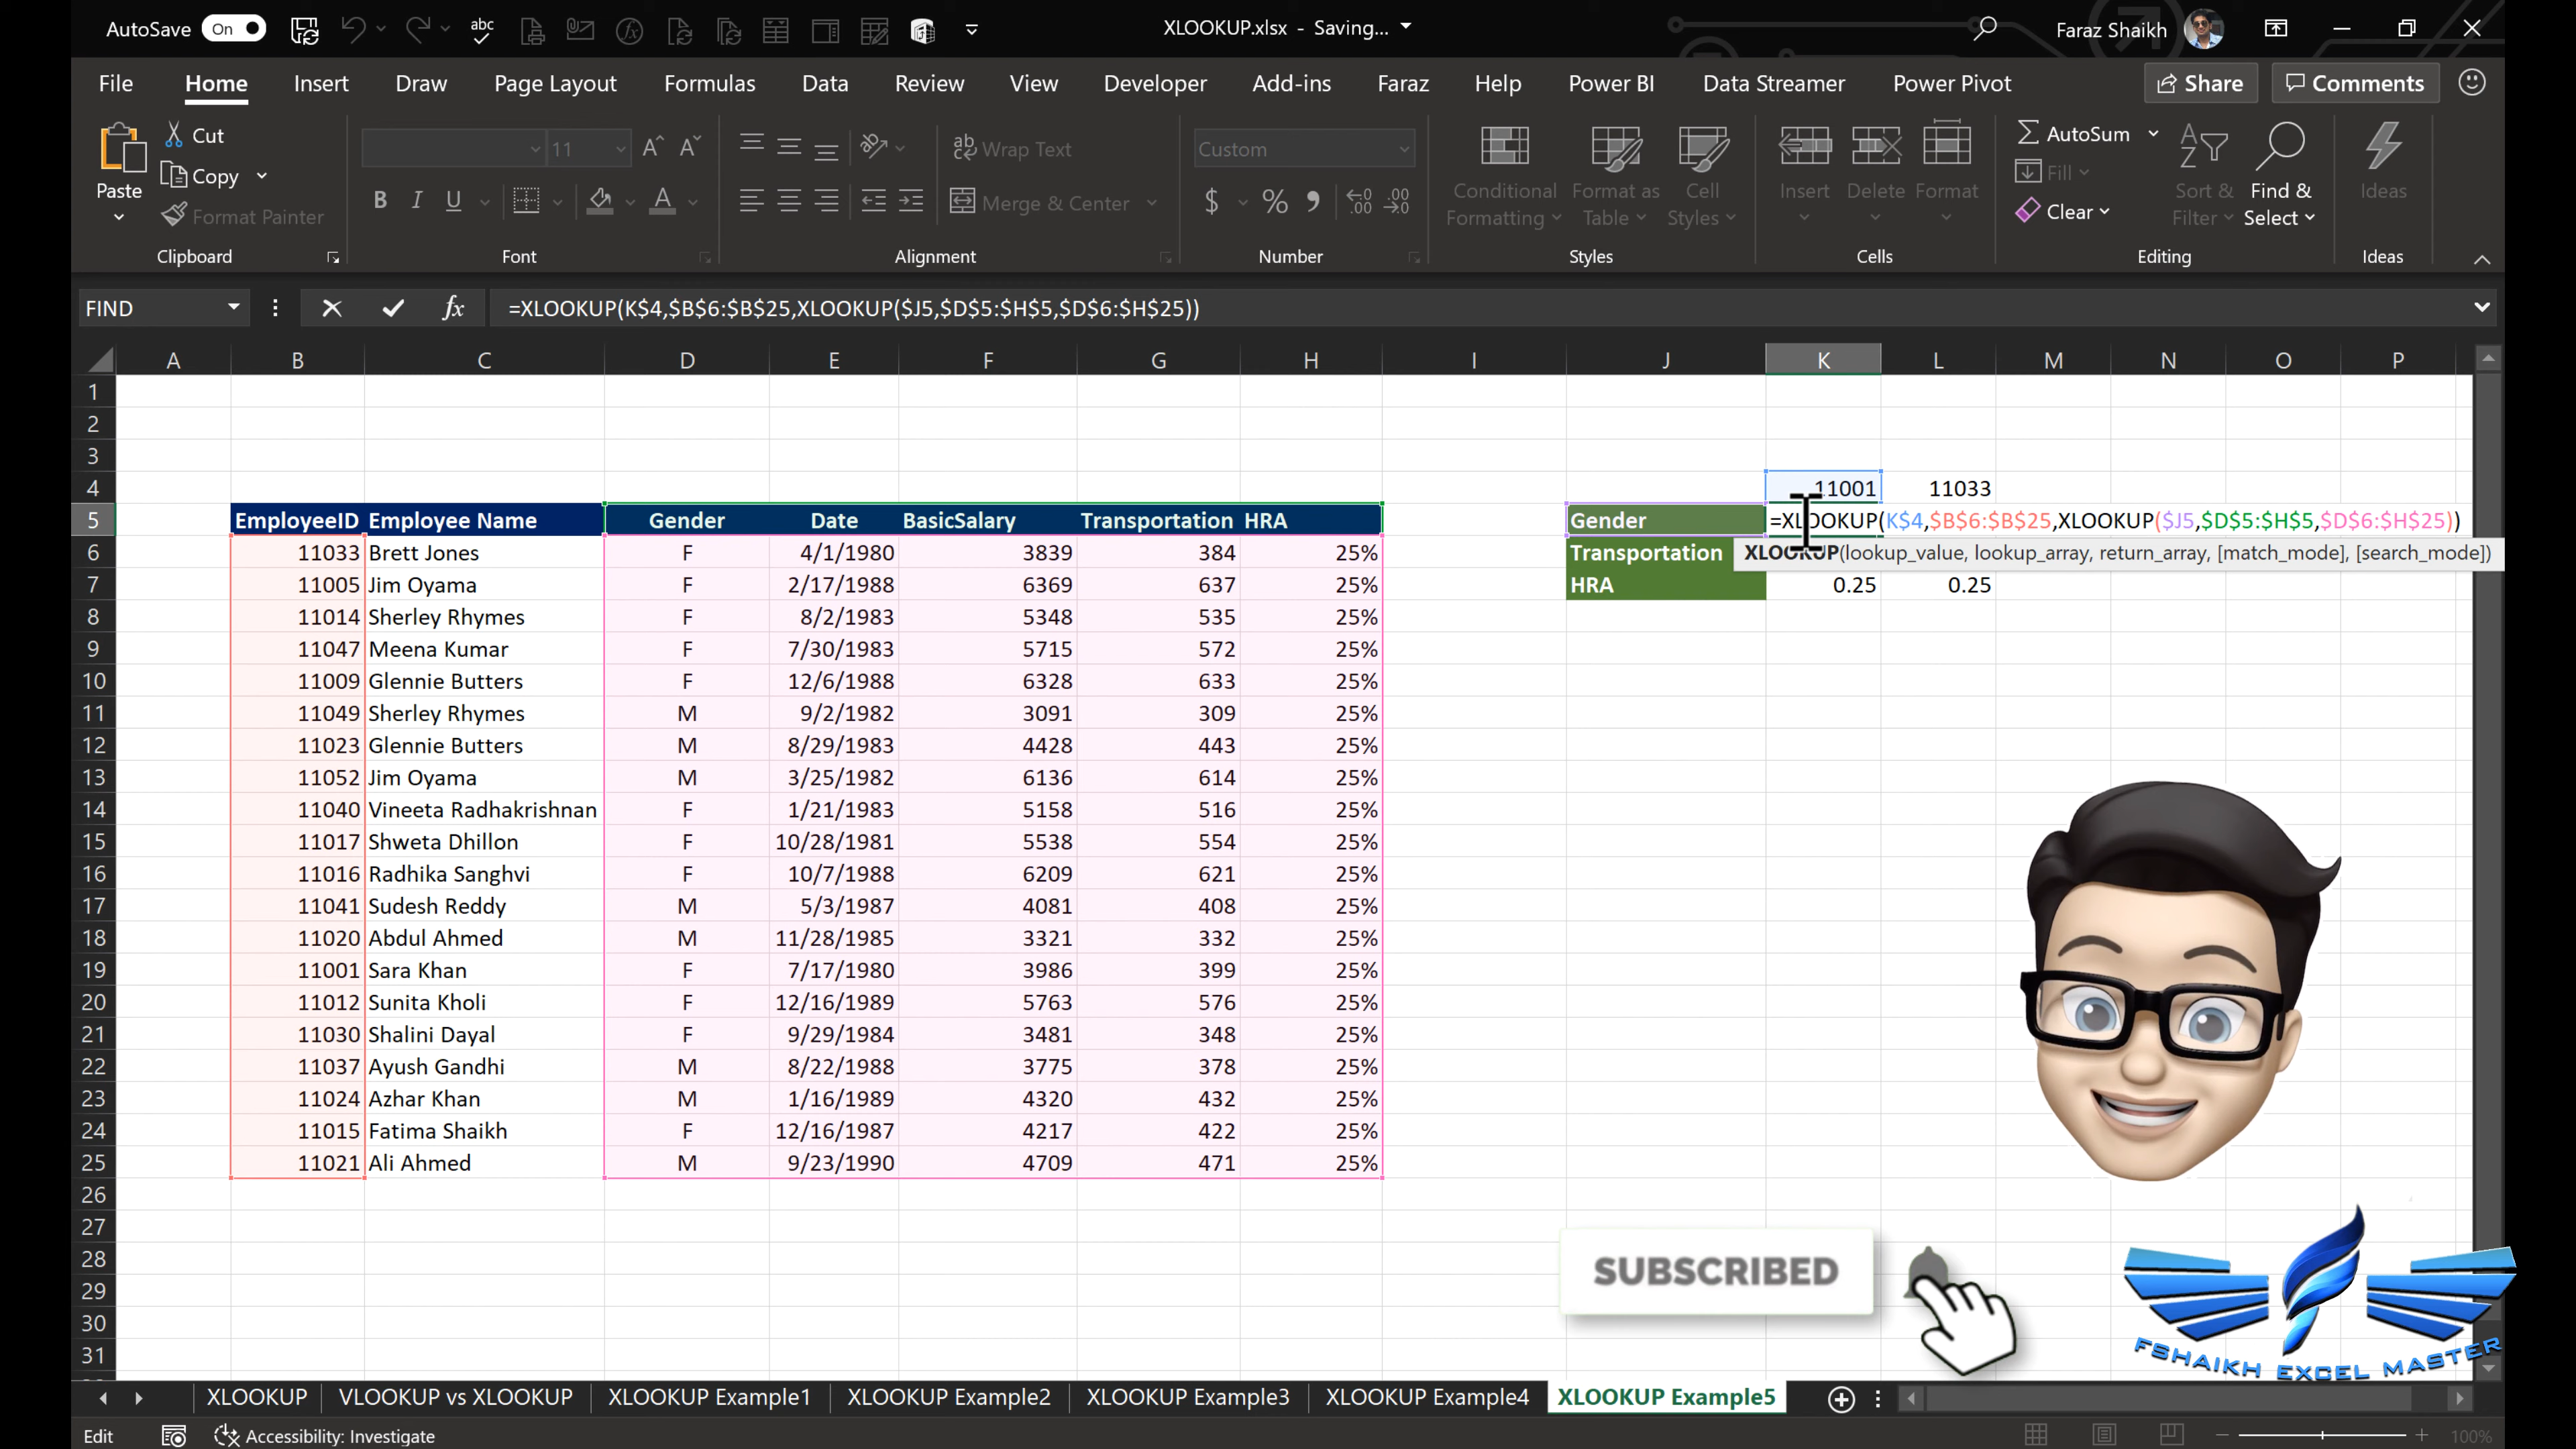 AutoSave On XLOOKUP.xlsx - Saving... Faraz Shaikh
File Home Insert Draw Page Layout Formulas Data Review View Developer Add-ins Help Faraz Power BI Data Streamer Power Pivot Share Comments
Paste Cut Copy Format Painter 11 B I U Wrap Text Merge & Center Custom $ % Conditional Formatting Format as Table Cell Styles Insert Delete Format AutoSum Fill Clear Sort & Filter Find & Select Ideas
Clipboard Font Alignment Number Styles Cells Editing Ideas
FIND fx =XLOOKUP(K$4,$B$6:$B$25,XLOOKUP($J5,$D$5:$H$5,$D$6:$H$25))
A B C D E F G H I J K L M N O P
1
2
3
4 11001 11033
5 EmployeeID Employee Name Gender Date BasicSalary Transportation HRA Gender =XLOOKUP(K$4,$B$6:$B$25,XLOOKUP($J5,$D$5:$H$5,$D$6:$H$25))
6 11033 Brett Jones F 4/1/1980 3839 384 25% Transportation XLOOKUP(lookup_value, lookup_array, return_array, [match_mode], [search_mode])
7 11005 Jim Oyama F 2/17/1988 6369 637 25% HRA 0.25 0.25
8 11014 Sherley Rhymes F 8/2/1983 5348 535 25%
9 11047 Meena Kumar F 7/30/1983 5715 572 25%
10 11009 Glennie Butters F 12/6/1988 6328 633 25%
11 11049 Sherley Rhymes M 9/2/1982 3091 309 25%
12 11023 Glennie Butters M 8/29/1983 4428 443 25%
13 11052 Jim Oyama M 3/25/1982 6136 614 25%
14 11040 Vineeta Radhakrishnan F 1/21/1983 5158 516 25%
15 11017 Shweta Dhillon F 10/28/1981 5538 554 25%
16 11016 Radhika Sanghvi F 10/7/1988 6209 621 25%
17 11041 Sudesh Reddy M 5/3/1987 4081 408 25%
18 11020 Abdul Ahmed M 11/28/1985 3321 332 25%
19 11001 Sara Khan F 7/17/1980 3986 399 25%
20 11012 Sunita Kholi F 12/16/1989 5763 576 25%
21 11030 Shalini Dayal F 9/29/1984 3481 348 25%
22 11037 Ayush Gandhi M 8/22/1988 3775 378 25%
23 11024 Azhar Khan M 1/16/1989 4320 432 25%
24 11015 Fatima Shaikh F 12/16/1987 4217 422 25%
25 11021 Ali Ahmed M 9/23/1990 4709 471 25%
26
27
28 SUBSCRIBED
29
30 FSHAIKH EXCEL MASTER
31
XLOOKUP VLOOKUP vs XLOOKUP XLOOKUP Example1 XLOOKUP Example2 XLOOKUP Example3 XLOOKUP Example4 XLOOKUP Example5
Edit Accessibility: Investigate 100%